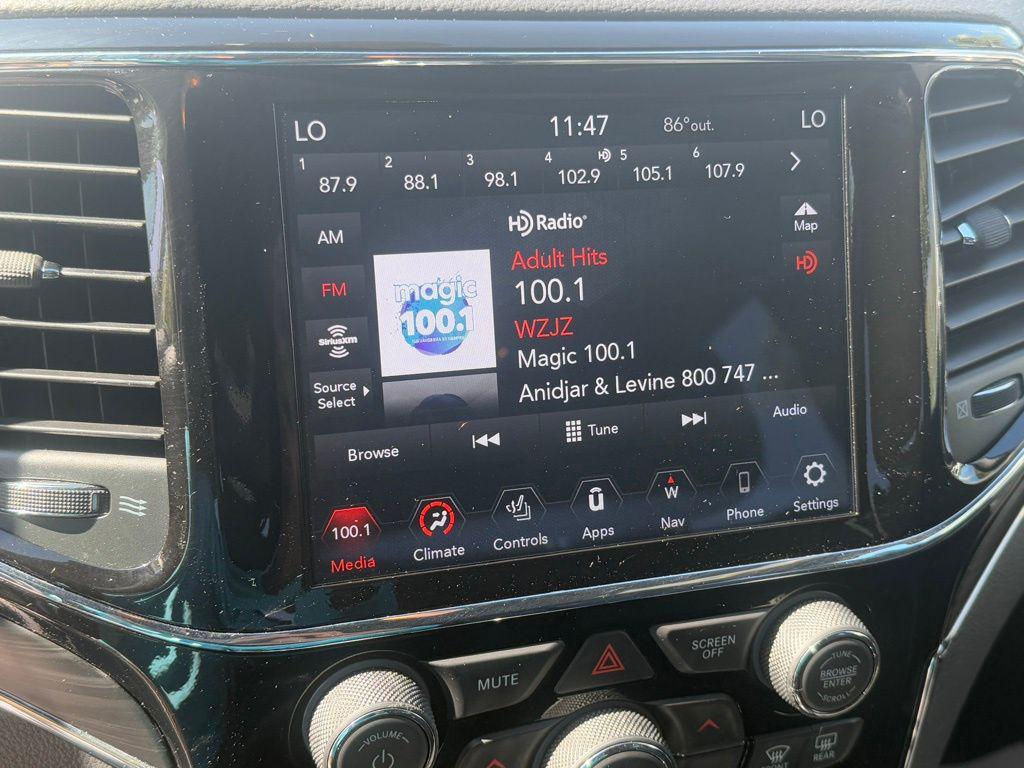 LO 11:47 86°out. LO
1 87.9 2 88.1 3 98.1 4 102.9 HD 5 105.1 6 107.9
HD Radio
Map
AM
FM
SiriusXM
Source
Select
magic
100.1
Adult Hits
100.1
WZJZ
Magic 100.1
Anidjar & Levine 800 747 ...
HD
Browse
Tune
Audio
100.1
Media
Climate
Controls
Apps
W
Nav
Phone
Settings
MUTE
SCREEN
OFF
TUNE
BROWSE
ENTER
SCROLL
VOLUME
FRONT
REAR